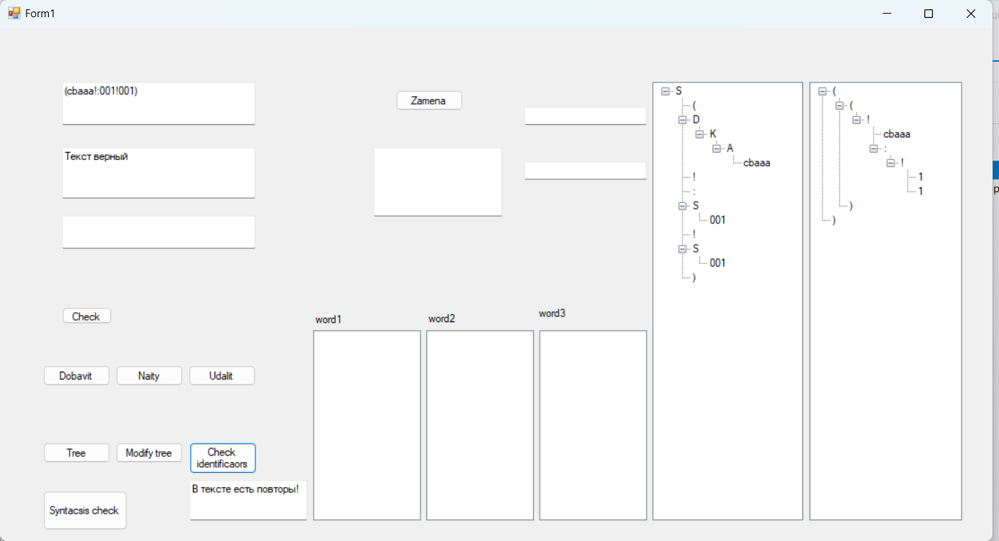 Form1
(cbaaa!:001!001)
Текст верный
Zamena
S
(
D
K
A
cbaaa
!
:
S
001
!
S
001
)
(
(
!
cbaaa
:
!
1
1
)
)
Check
word1
word2
word3
Dobavit
Naity
Udalit
Tree
Modify tree
Check
identificaors
Syntacsis check
В тексте есть повторы!